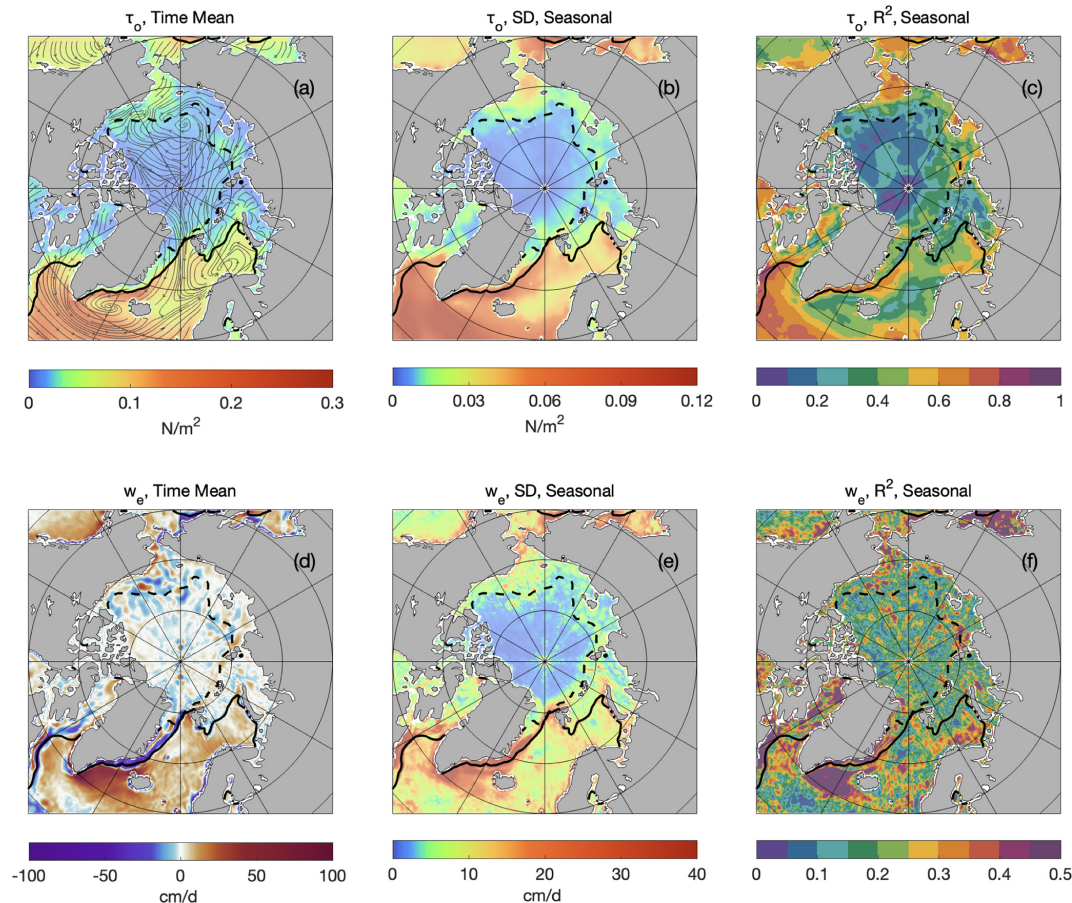 τₒ, Time Mean
τₒ, SD, Seasonal
τₒ, R², Seasonal
(a)
(b)
(c)
0 0.1 0.2 0.3
N/m²
0 0.03 0.06 0.09 0.12
N/m²
0 0.2 0.4 0.6 0.8 1
wₑ, Time Mean
wₑ, SD, Seasonal
wₑ, R², Seasonal
(d)
(e)
(f)
-100 -50 0 50 100
cm/d
0 10 20 30 40
cm/d
0 0.1 0.2 0.3 0.4 0.5